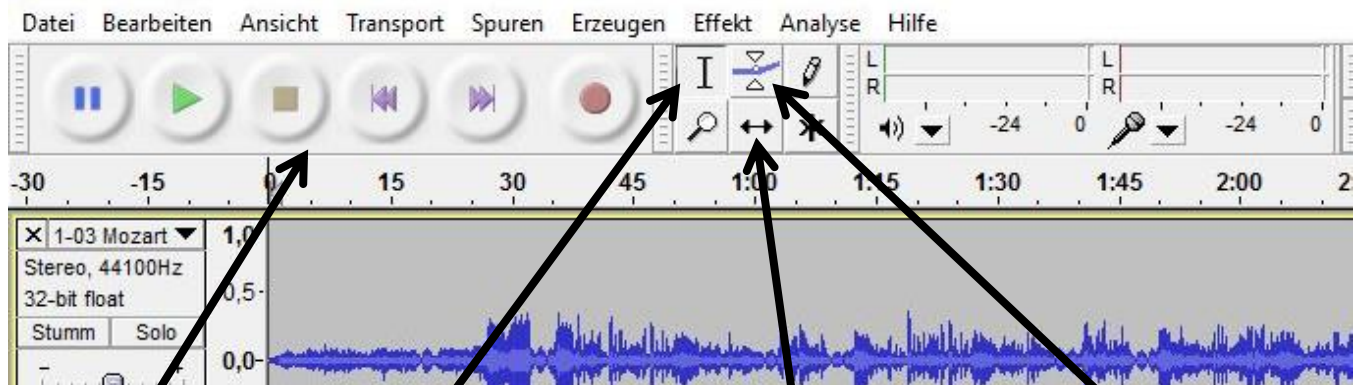 Datei Bearbeiten Ansicht Transport Spuren Erzeugen Effekt Analyse Hilfe
L
R
-24 0
L
R
-24 0
-30 -15 0 15 30 45 1:00 1:15 1:30 1:45 2:00
1-03 Mozart
Stereo, 44100Hz
32-bit float
Stumm Solo
- +
1,0
0,5-
0,0-